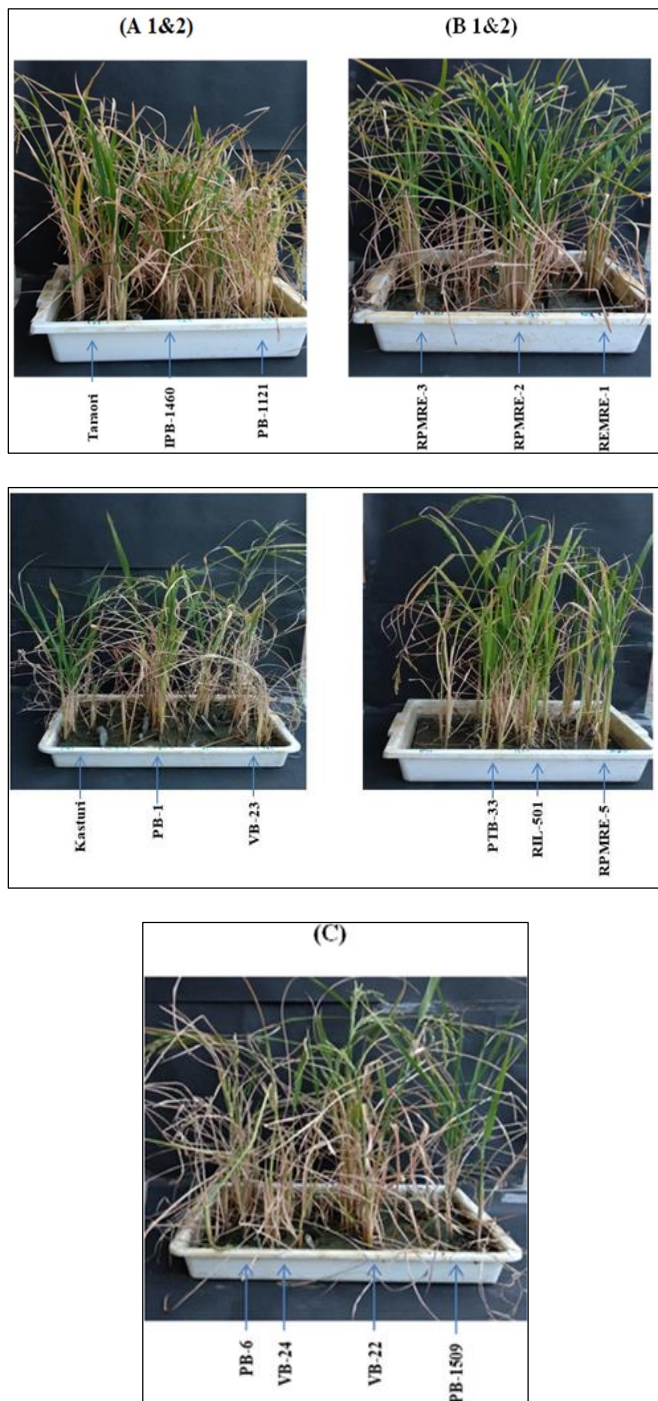 (A 1&2)
(B 1&2)
Taraori
IPB-1460
PB-1121
RPMRE-3
RPMRE-2
REMRE-1
Kasturi
PB-1
VB-23
PTB-33
RIL-501
RPMRE-5
(C)
PB-6
VB-24
VB-22
PB-1509